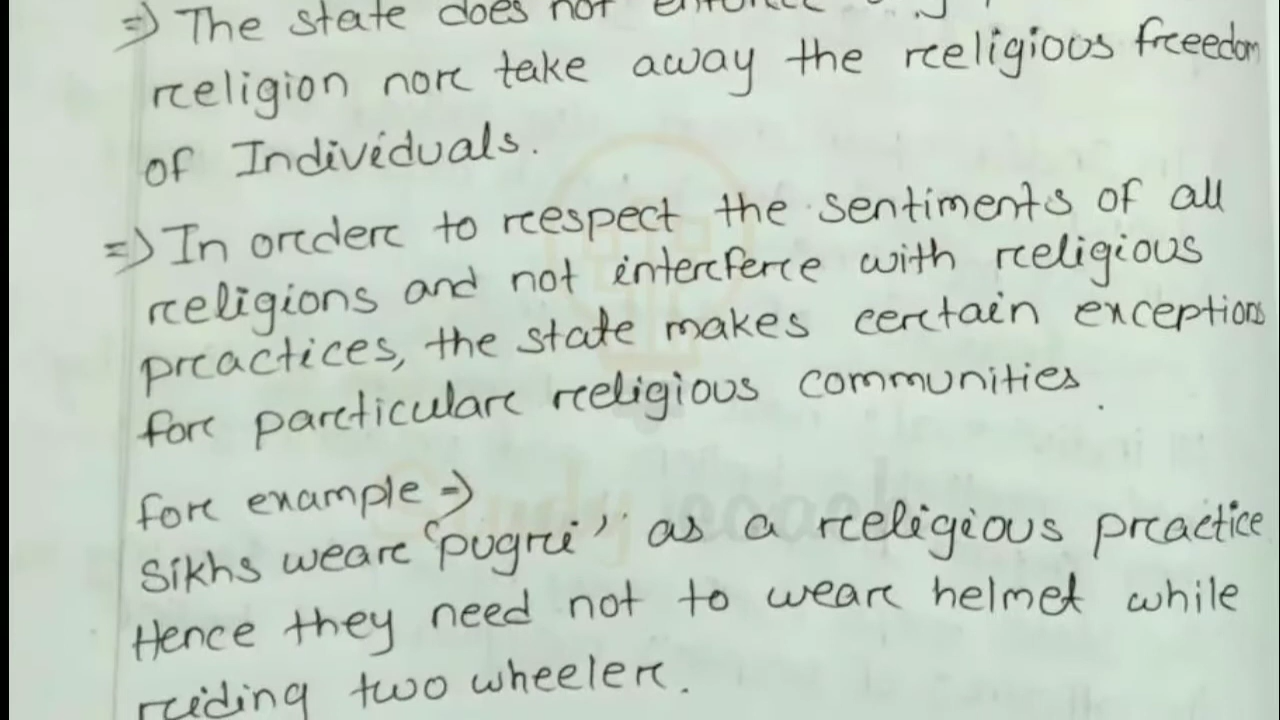 => The state does not
religion nor take away the religious freedom
of Individuals.
=> In order to respect the sentiments of all
religions and not interfere with religious
practices, the state makes certain exceptions
for particular religious communities.
for example =>
Sikhs wear 'pugri' as a religious practice
Hence they need not to wear helmet while
riding two wheeler.